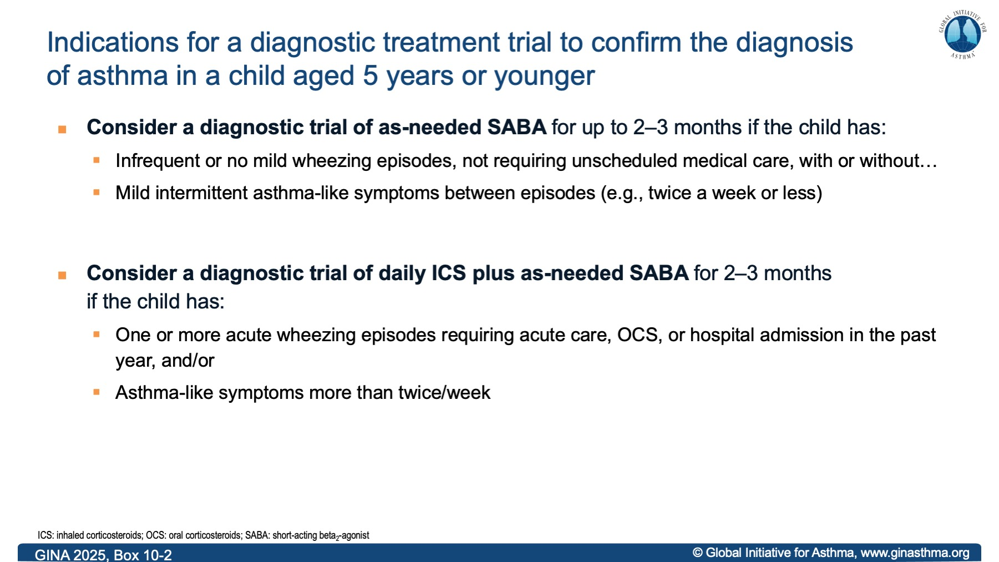 Indications for a diagnostic treatment trial to confirm the diagnosis
of asthma in a child aged 5 years or younger
GLOBAL INITIATIVE FOR
ASTHMA
Consider a diagnostic trial of as-needed SABA for up to 2–3 months if the child has:
Infrequent or no mild wheezing episodes, not requiring unscheduled medical care, with or without…
Mild intermittent asthma-like symptoms between episodes (e.g., twice a week or less)
Consider a diagnostic trial of daily ICS plus as-needed SABA for 2–3 months
if the child has:
One or more acute wheezing episodes requiring acute care, OCS, or hospital admission in the past
year, and/or
Asthma-like symptoms more than twice/week
ICS: inhaled corticosteroids; OCS: oral corticosteroids; SABA: short-acting beta₂-agonist
GINA 2025, Box 10-2
© Global Initiative for Asthma, www.ginasthma.org